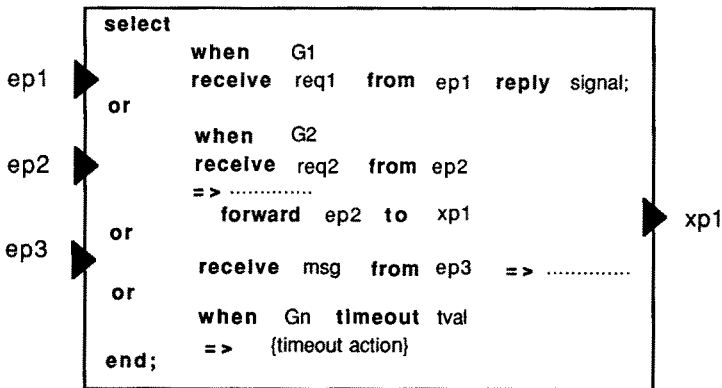 select
when G1
ep1 receive req1 from ep1 reply signal;
or
when G2
ep2 receive req2 from ep2
=> .............
forward ep2 to xp1
xp1
or
ep3
receive msg from ep3 => .............
or
when Gn timeout tval
=> {timeout action}
end;